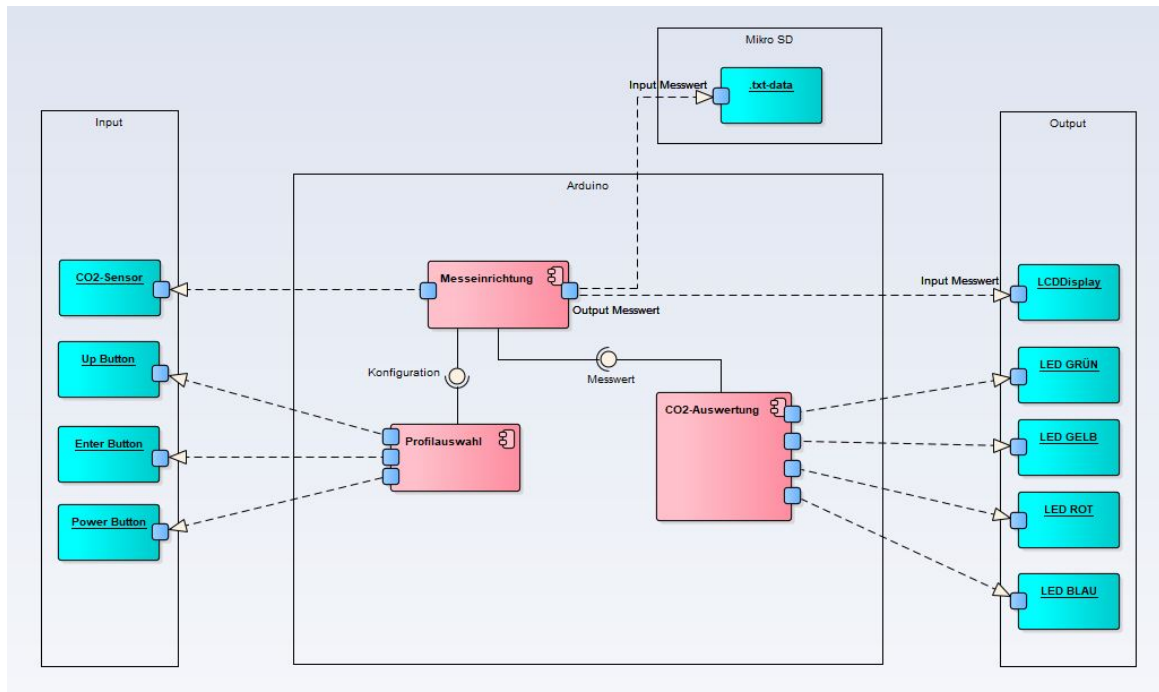 Mikro SD
Input Messwert
.txt-data
Input
Output
Arduino
CO2-Sensor
Messeinrichtung
Input Messwert
LCDDisplay
Output Messwert
Up Button
LED GRÜN
Konfiguration
Messwert
CO2-Auswertung
Enter Button
Profilauswahl
LED GELB
Power Button
LED ROT
LED BLAU